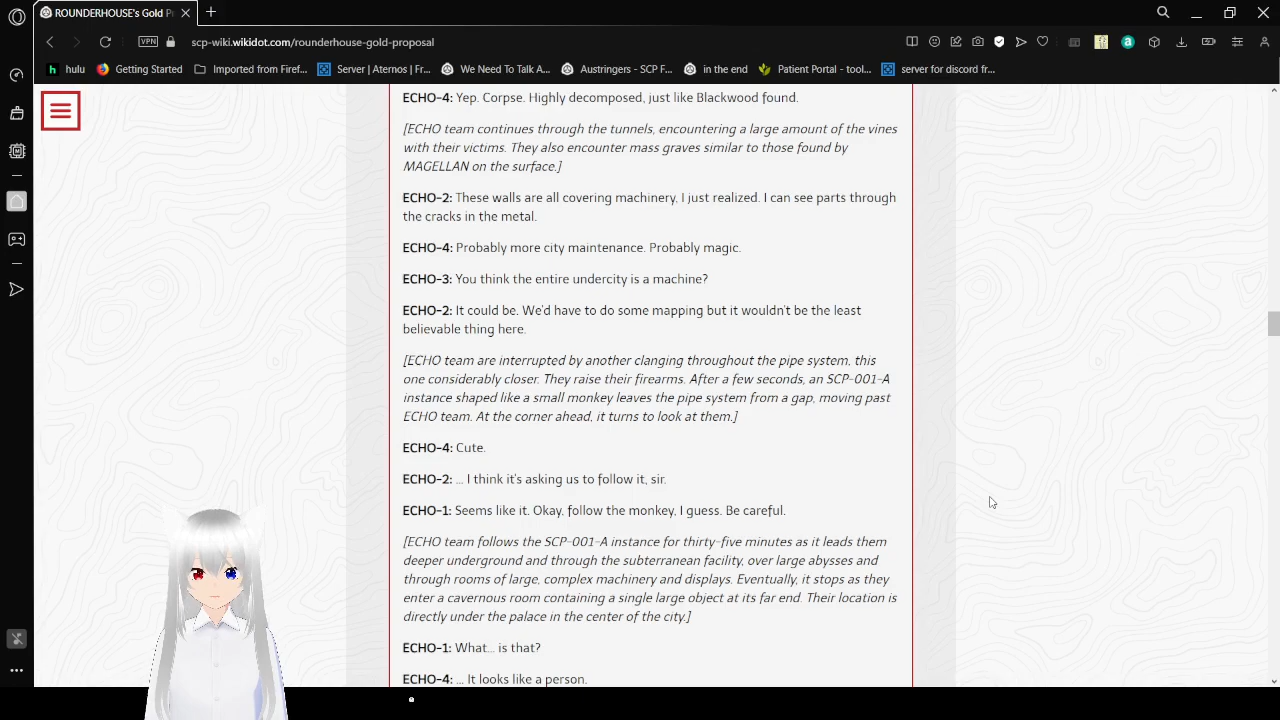 ROUNDERHOUSE's Gold P
scp-wiki.wikidot.com/rounderhouse-gold-proposal
VPN
hulu
Getting Started
Imported from Firef...
Server | Aternos | Fr...
We Need To Talk A...
Austringers - SCP F...
in the end
Patient Portal - tool...
server for discord fra...
ECHO-4: Yep. Corpse. Highly decomposed, just like Blackwood found.
[ECHO team continues through the tunnels, encountering a large amount of the vines
with their victims. They also encounter mass graves similar to those found by
MAGELLAN on the surface.]
ECHO-2: These walls are all covering machinery, I just realized. I can see parts through
the cracks in the metal.
ECHO-4: Probably more city maintenance. Probably magic.
ECHO-3: You think the entire undercity is a machine?
ECHO-2: It could be. We'd have to do some mapping but it wouldn't be the least
believable thing here.
[ECHO team are interrupted by another clanging throughout the pipe system, this
one considerably closer. They raise their firearms. After a few seconds, an SCP-001-A
instance shaped like a small monkey leaves the pipe system from a gap, moving past
ECHO team. At the corner ahead, it turns to look at them.]
ECHO-4: Cute.
ECHO-2: ... I think it's asking us to follow it, sir.
ECHO-1: Seems like it. Okay, follow the monkey, I guess. Be careful.
[ECHO team follows the SCP-001-A instance for thirty-five minutes as it leads them
deeper underground and through the subterranean facility, over large abysses and
through rooms of large, complex machinery and displays. Eventually, it stops as they
enter a cavernous room containing a single large object at its far end. Their location is
directly under the palace in the center of the city.]
ECHO-1: What... is that?
ECHO-4: ... It looks like a person.